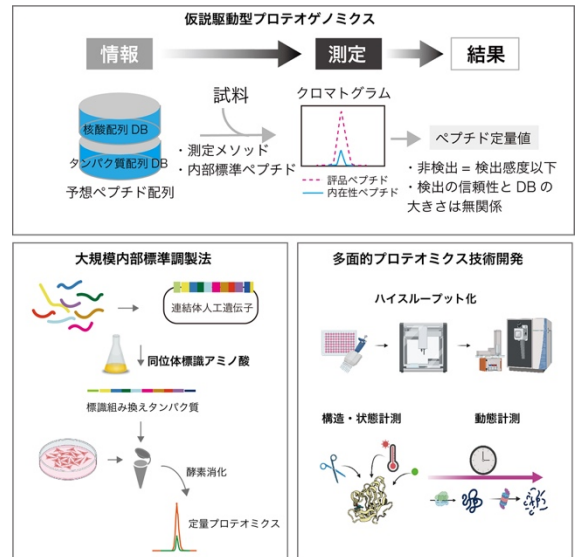 仮説駆動型プロテオゲノミクス
情報
測定
結果
核酸配列 DB
タンパク質配列 DB
予想ペプチド配列
試料
・測定メソッド
・内部標準ペプチド
クロマトグラム
評品ペプチド
内在性ペプチド
ペプチド定量値
・非検出 = 検出感度以下
・検出の信頼性と DB の
大きさは無関係
大規模内部標準調製法
連結体人工遺伝子
同位体標識アミノ酸
標識組み換えタンパク質
酵素消化
定量プロテオミクス
多面的プロテオミクス技術開発
ハイスループット化
構造・状態計測
動態計測